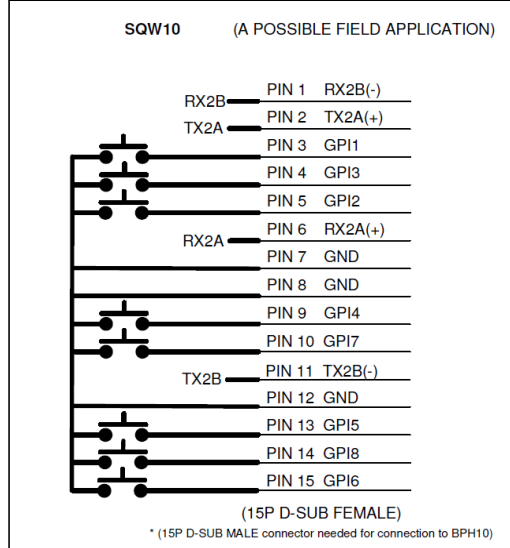 SQW10 (A POSSIBLE FIELD APPLICATION)
RX2B PIN 1 RX2B(-)
TX2A PIN 2 TX2A(+)
PIN 3 GPI1
PIN 4 GPI3
PIN 5 GPI2
RX2A PIN 6 RX2A(+)
PIN 7 GND
PIN 8 GND
PIN 9 GPI4
PIN 10 GPI7
TX2B PIN 11 TX2B(-)
PIN 12 GND
PIN 13 GPI5
PIN 14 GPI8
PIN 15 GPI6
(15P D-SUB FEMALE)
* (15P D-SUB MALE connector needed for connection to BPH10)